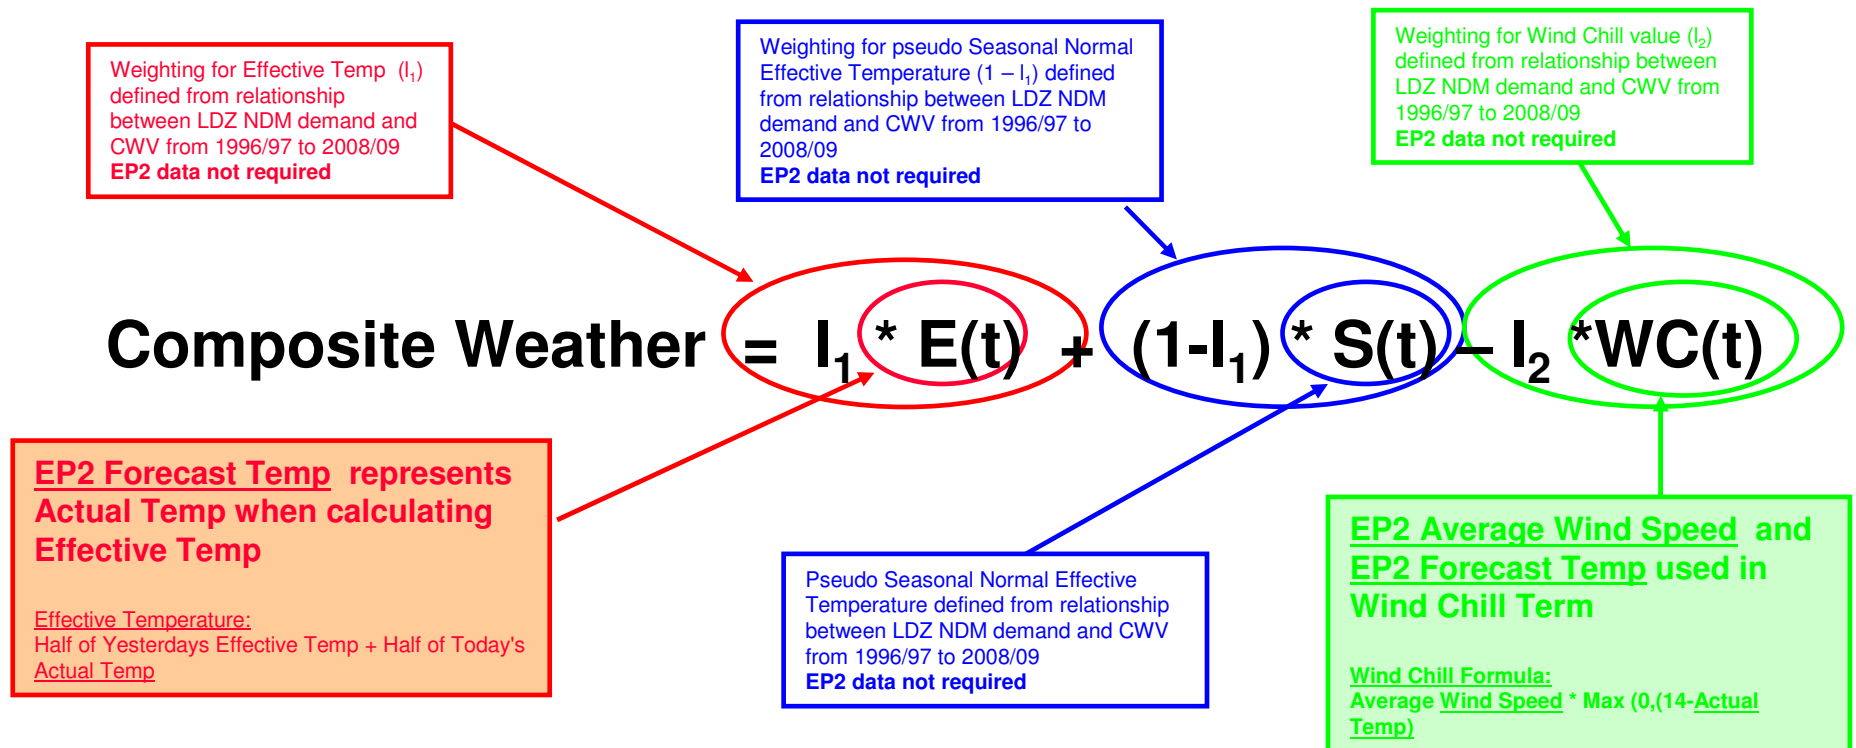 Weighting for Effective Temp (l₁)
defined from relationship
between LDZ NDM demand and
CWV from 1996/97 to 2008/09
EP2 data not required
Weighting for pseudo Seasonal Normal
Effective Temperature (1 – l₁) defined
from relationship between LDZ NDM
demand and CWV from 1996/97 to
2008/09
EP2 data not required
Weighting for Wind Chill value (l₂)
defined from relationship between
LDZ NDM demand and CWV from
1996/97 to 2008/09
EP2 data not required
Composite Weather = l₁ * E(t) + (1-l₁) * S(t) – l₂ *WC(t)
EP2 Forecast Temp represents
Actual Temp when calculating
Effective Temp
Effective Temperature:
Half of Yesterdays Effective Temp + Half of Today's
Actual Temp
Pseudo Seasonal Normal Effective
Temperature defined from relationship
between LDZ NDM demand and CWV
from 1996/97 to 2008/09
EP2 data not required
EP2 Average Wind Speed and
EP2 Forecast Temp used in
Wind Chill Term
Wind Chill Formula:
Average Wind Speed * Max (0,(14-Actual
Temp)